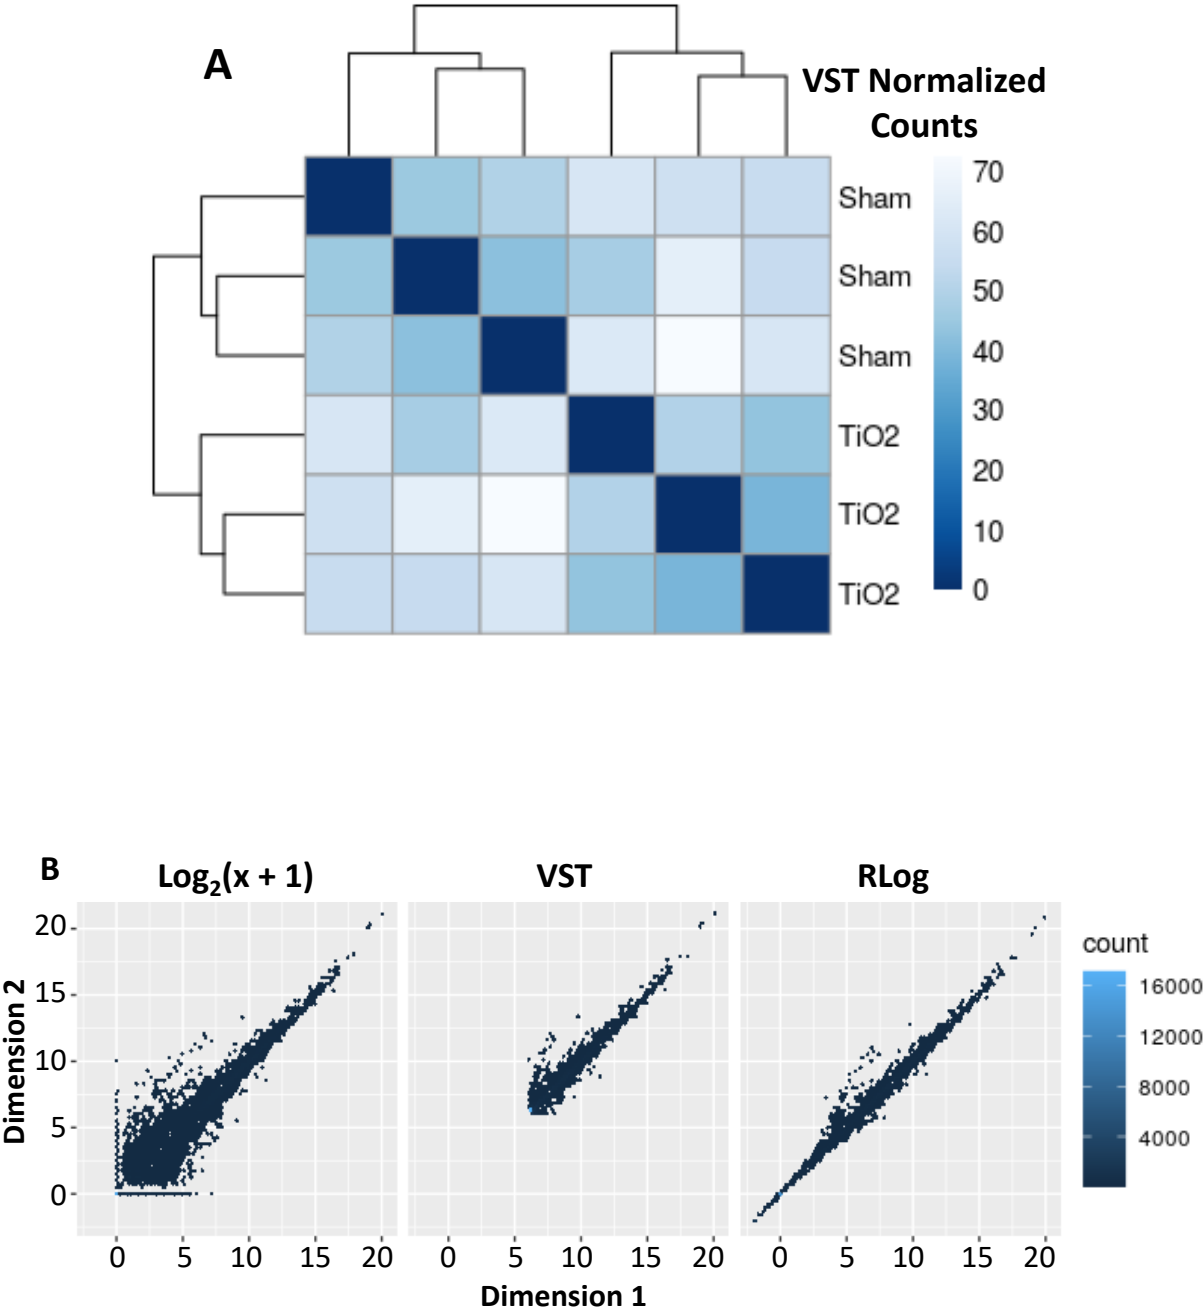 A
VST Normalized
Counts
70
60
50
40
30
20
10
0
Sham
Sham
Sham
TiO2
TiO2
TiO2
B
Log₂(x + 1)
VST
RLog
Dimension 2
20
15
10
5
0
0 5 10 15 20
0 5 10 15 20
0 5 10 15 20
Dimension 1
count
16000
12000
8000
4000